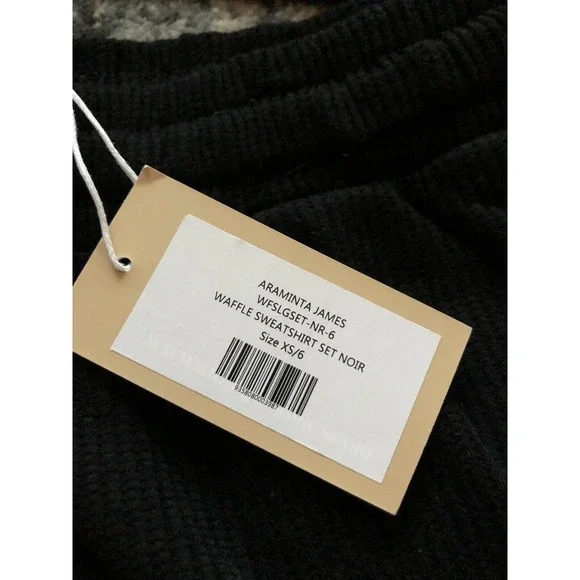 ARAMINTA JAMES
WFSLGSET-NR-6
WAFFLE SWEATSHIRT SET NOIR
Size XS/6